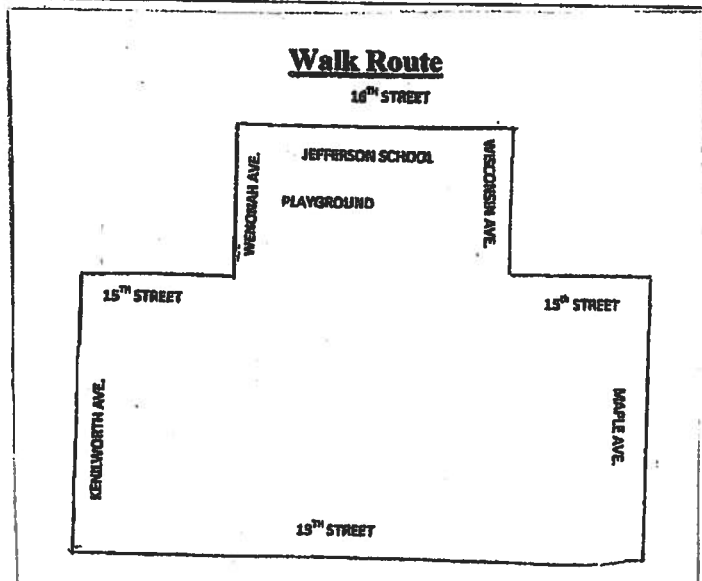 Walk Route
16TH STREET
JEFFERSON SCHOOL
WENONAH AVE.
WISCONSIN AVE.
PLAYGROUND
15TH STREET
15th STREET
KENILWORTH AVE.
MAPLE AVE.
13TH STREET